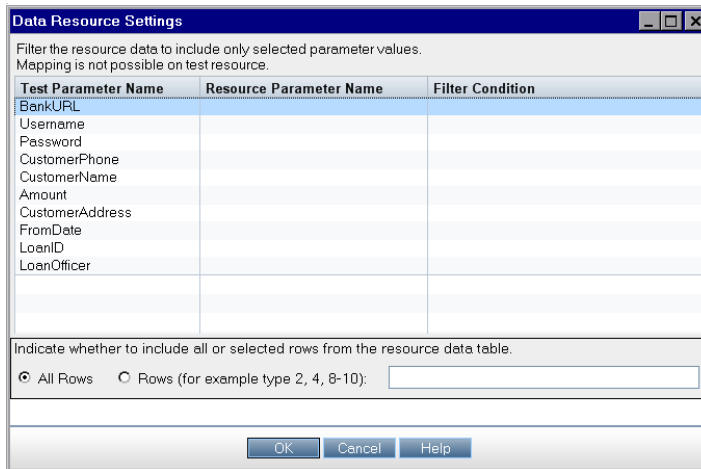 Data Resource Settings
Filter the resource data to include only selected parameter values.
Mapping is not possible on test resource.
Test Parameter Name Resource Parameter Name Filter Condition
BankURL
Username
Password
CustomerPhone
CustomerName
Amount
CustomerAddress
FromDate
LoanID
LoanOfficer
Indicate whether to include all or selected rows from the resource data table.
All Rows Rows (for example type 2, 4, 8-10):
OK Cancel Help